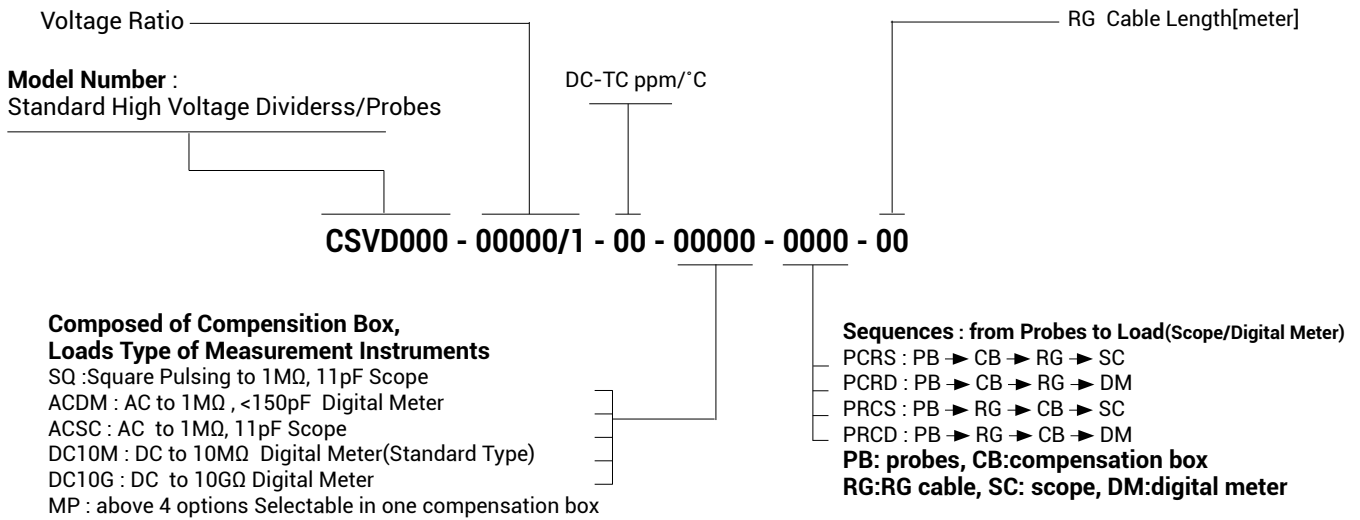 Voltage Ratio
RG Cable Length[meter]
Model Number :
Standard High Voltage Dividerss/Probes
DC-TC ppm/˚C
CSVD000 - 00000/1 - 00 - 00000 - 0000 - 00
Composed of Compensition Box,
Loads Type of Measurement Instruments
SQ :Square Pulsing to 1MΩ, 11pF Scope
ACDM : AC to 1MΩ , <150pF Digital Meter
ACSC : AC to 1MΩ, 11pF Scope
DC10M : DC to 10MΩ Digital Meter(Standard Type)
DC10G : DC to 10GΩ Digital Meter
MP : above 4 options Selectable in one compensation box
Sequences : from Probes to Load(Scope/Digital Meter)
PCRS : PB → CB → RG → SC
PCRD : PB → CB → RG → DM
PRCS : PB → RG → CB → SC
PRCD : PB → RG → CB → DM
PB: probes, CB:compensation box
RG:RG cable, SC: scope, DM:digital meter